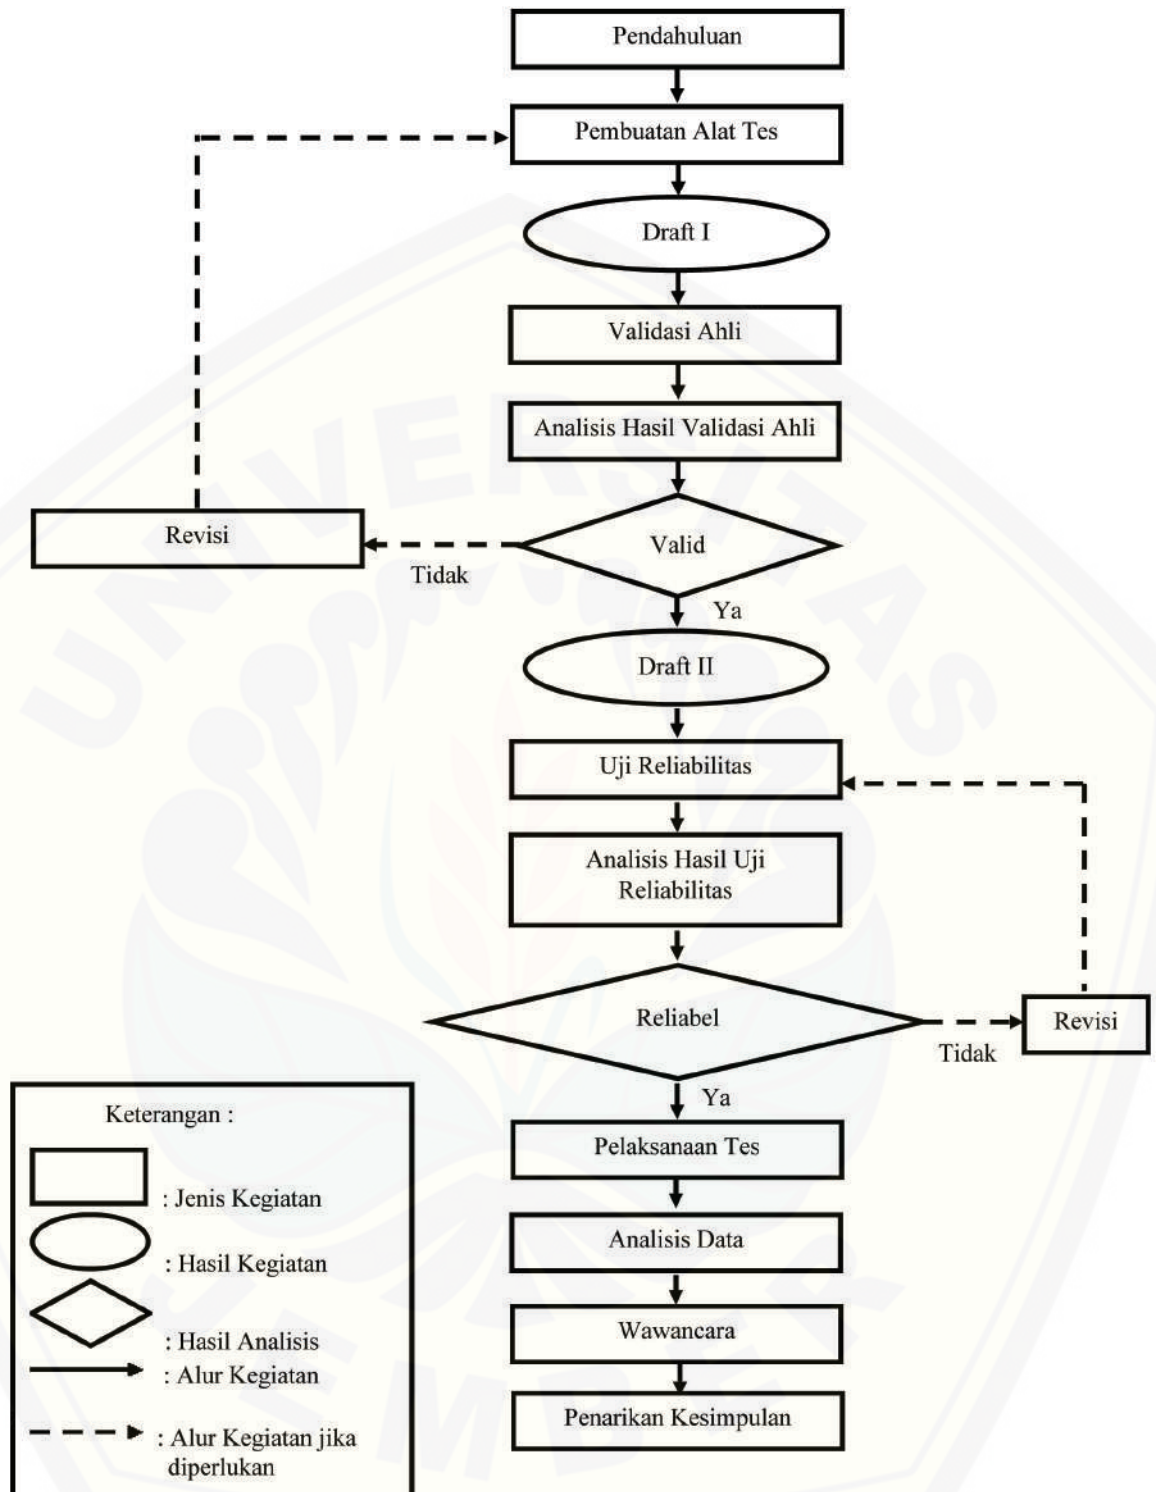 Pendahuluan
Pembuatan Alat Tes
Draft I
Validasi Ahli
Analisis Hasil Validasi Ahli
Revisi
Valid
Tidak
Ya
Draft II
Uji Reliabilitas
Analisis Hasil Uji
Reliabilitas
Reliabel
Revisi
Tidak
Ya
Pelaksanaan Tes
Analisis Data
Wawancara
Penarikan Kesimpulan
Keterangan :
: Jenis Kegiatan
: Hasil Kegiatan
: Hasil Analisis
: Alur Kegiatan
: Alur Kegiatan jika
diperlukan
UNIVERSITAS
JEMBER